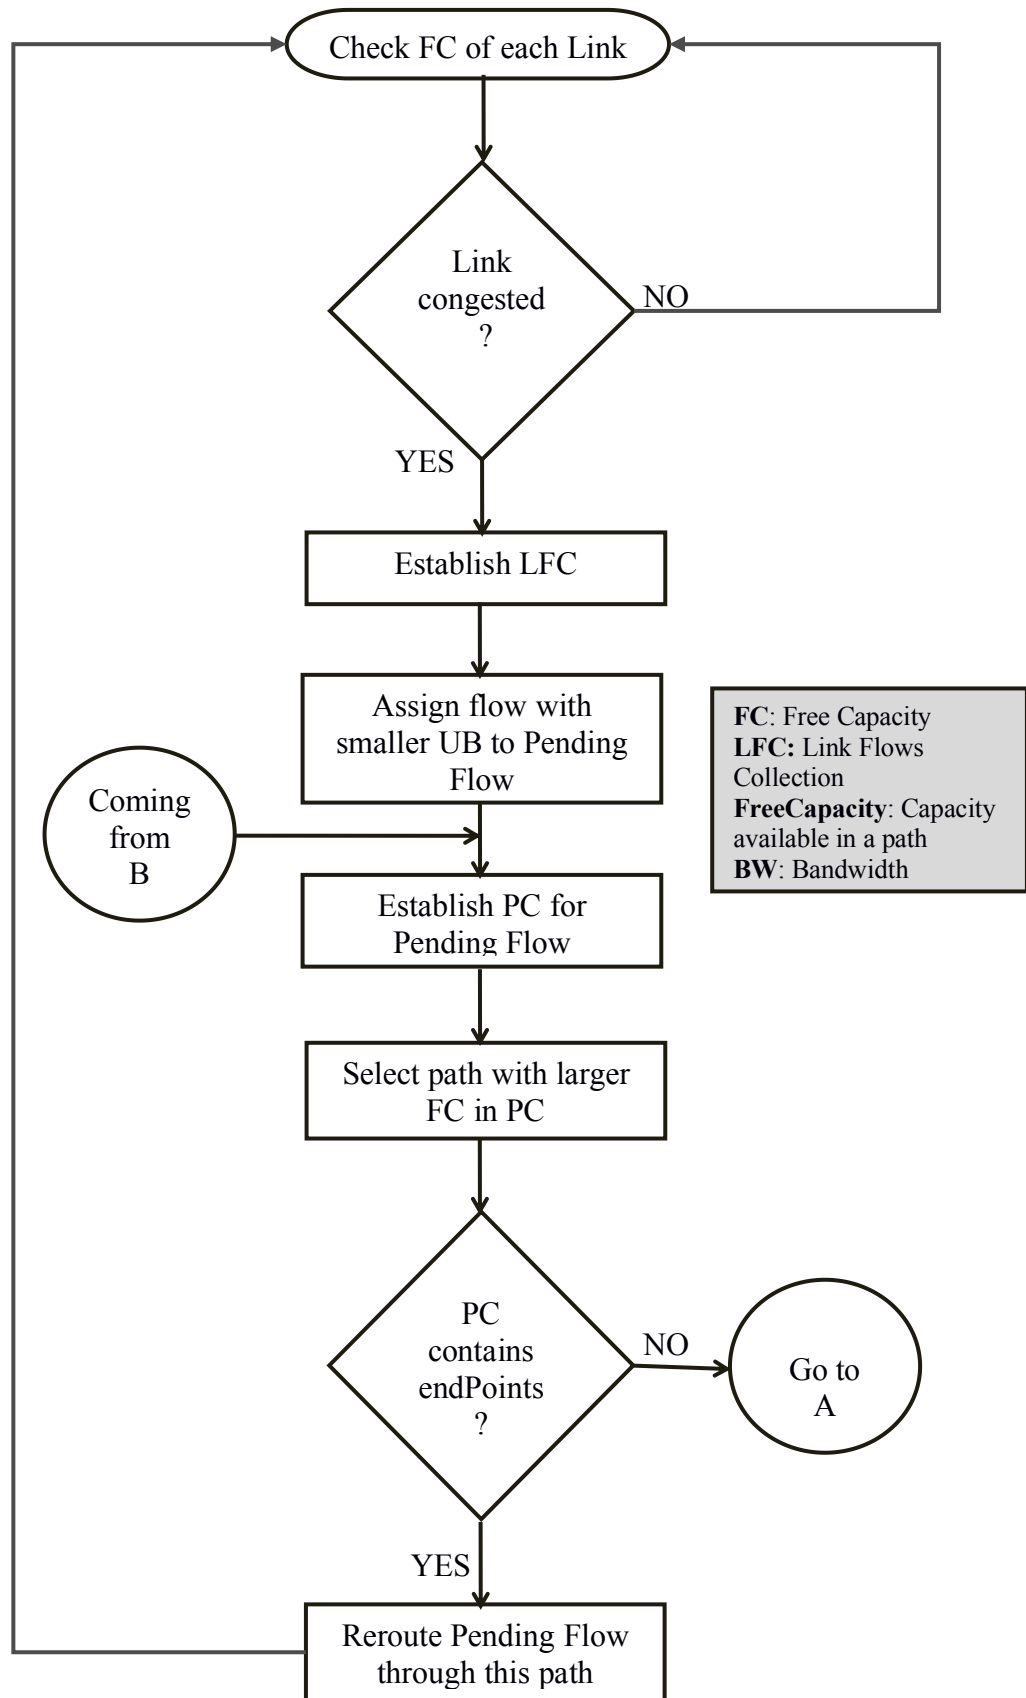 Check FC of each Link
Link
congested
?
NO
YES
Establish LFC
Assign flow with
smaller UB to Pending
Flow
Coming
from
B
FC: Free Capacity
LFC: Link Flows
Collection
FreeCapacity: Capacity
available in a path
BW: Bandwidth
Establish PC for
Pending Flow
Select path with larger
FC in PC
PC
contains
endPoints
?
NO
Go to
A
YES
Reroute Pending Flow
through this path